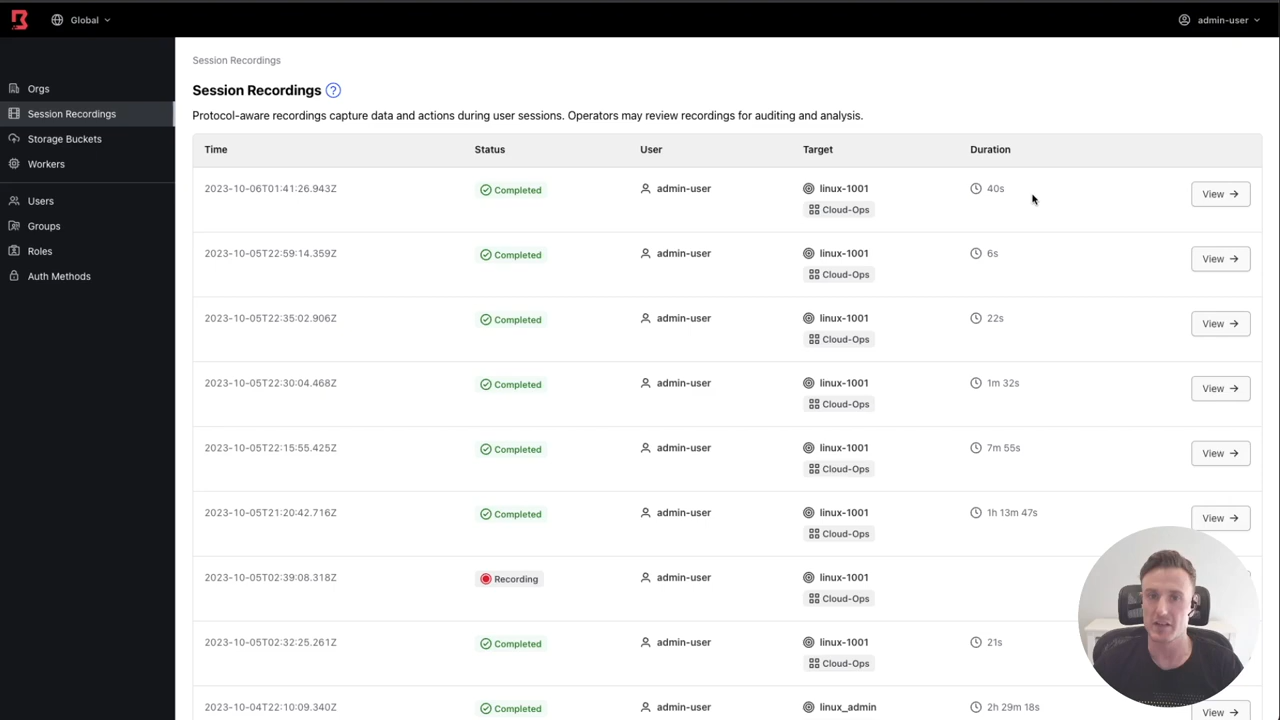 Global
admin-user
Orgs
Session Recordings
Storage Buckets
Workers
Users
Groups
Roles
Auth Methods
Session Recordings
Session Recordings ?
Protocol-aware recordings capture data and actions during user sessions. Operators may review recordings for auditing and analysis.
Time Status User Target Duration
2023-10-06T01:41:26.943Z Completed admin-user linux-1001 40s View
Cloud-Ops
2023-10-05T22:59:14.359Z Completed admin-user linux-1001 6s View
Cloud-Ops
2023-10-05T22:35:02.906Z Completed admin-user linux-1001 22s View
Cloud-Ops
2023-10-05T22:30:04.468Z Completed admin-user linux-1001 1m 32s View
Cloud-Ops
2023-10-05T22:15:55.425Z Completed admin-user linux-1001 7m 55s View
Cloud-Ops
2023-10-05T21:20:42.716Z Completed admin-user linux-1001 1h 13m 47s View
Cloud-Ops
2023-10-05T02:39:08.318Z Recording admin-user linux-1001
Cloud-Ops
2023-10-05T02:32:25.261Z Completed admin-user linux-1001 21s
Cloud-Ops
2023-10-04T22:10:09.340Z Completed admin-user linux_admin 2h 29m 18s View